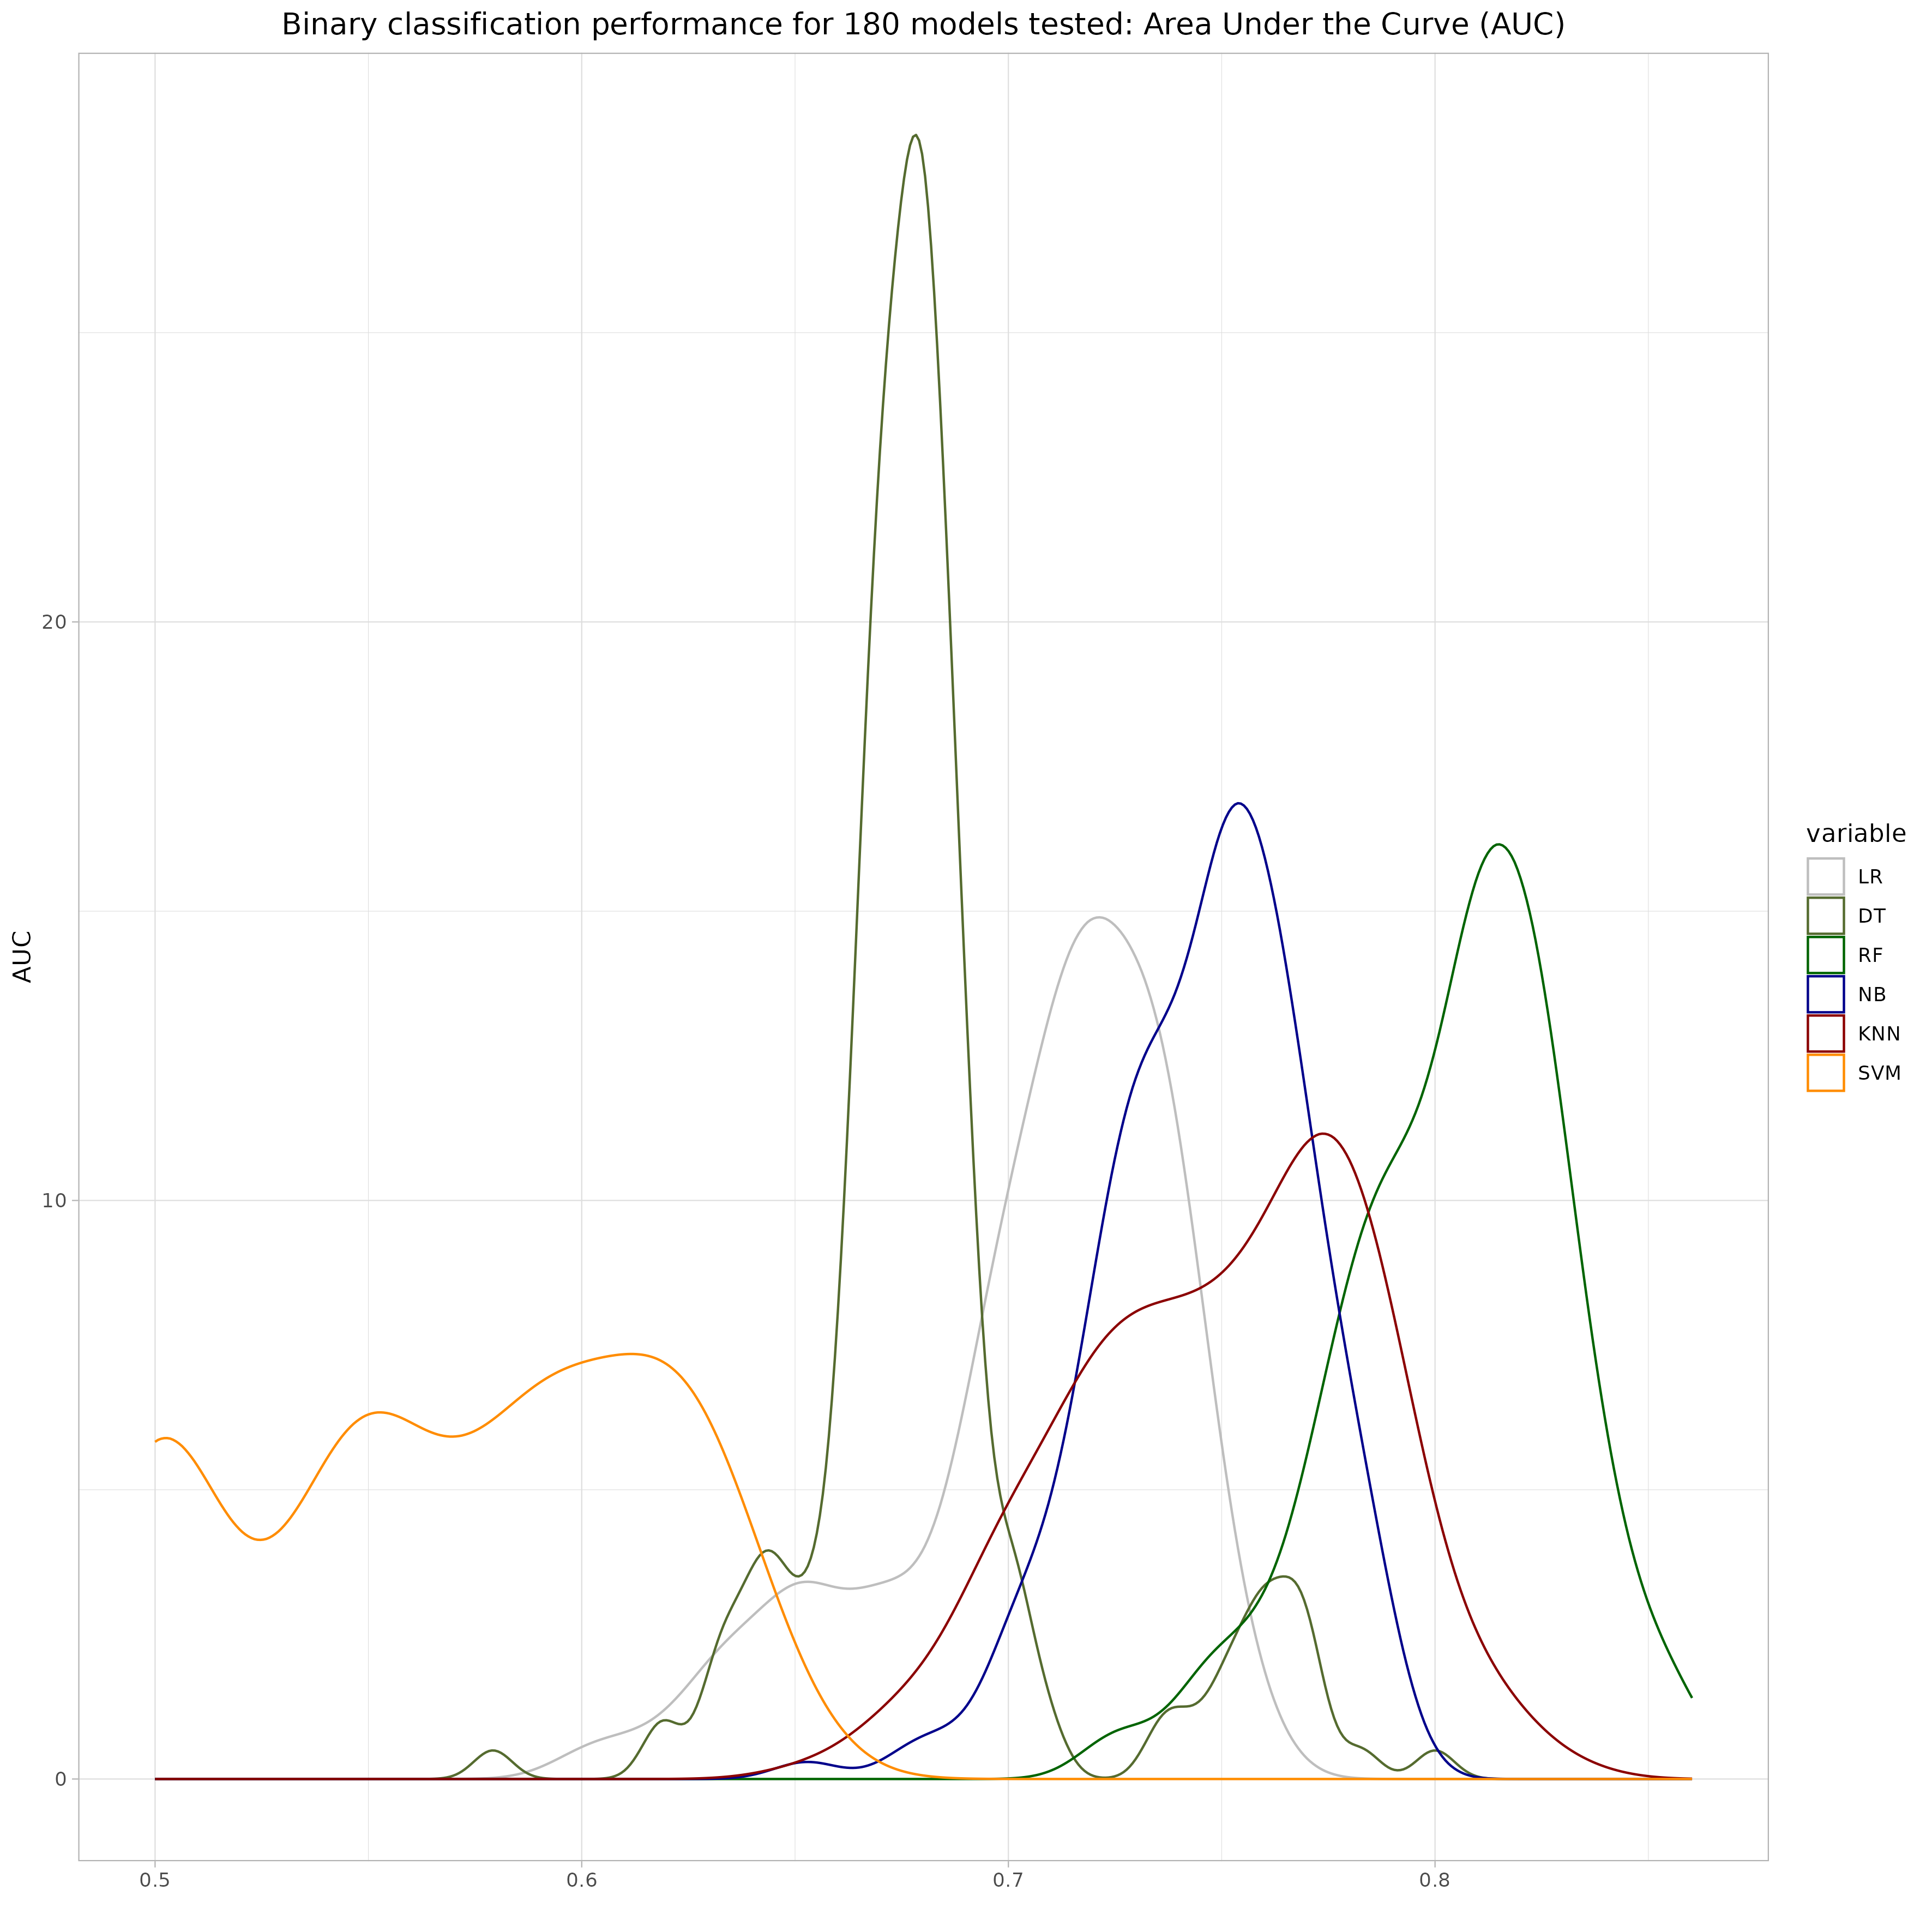 Binary classification performance for 180 models tested: Area Under the Curve (AUC)
20
10
0
AUC
0.5 0.6 0.7 0.8
variable
LR
DT
RF
NB
KNN
SVM